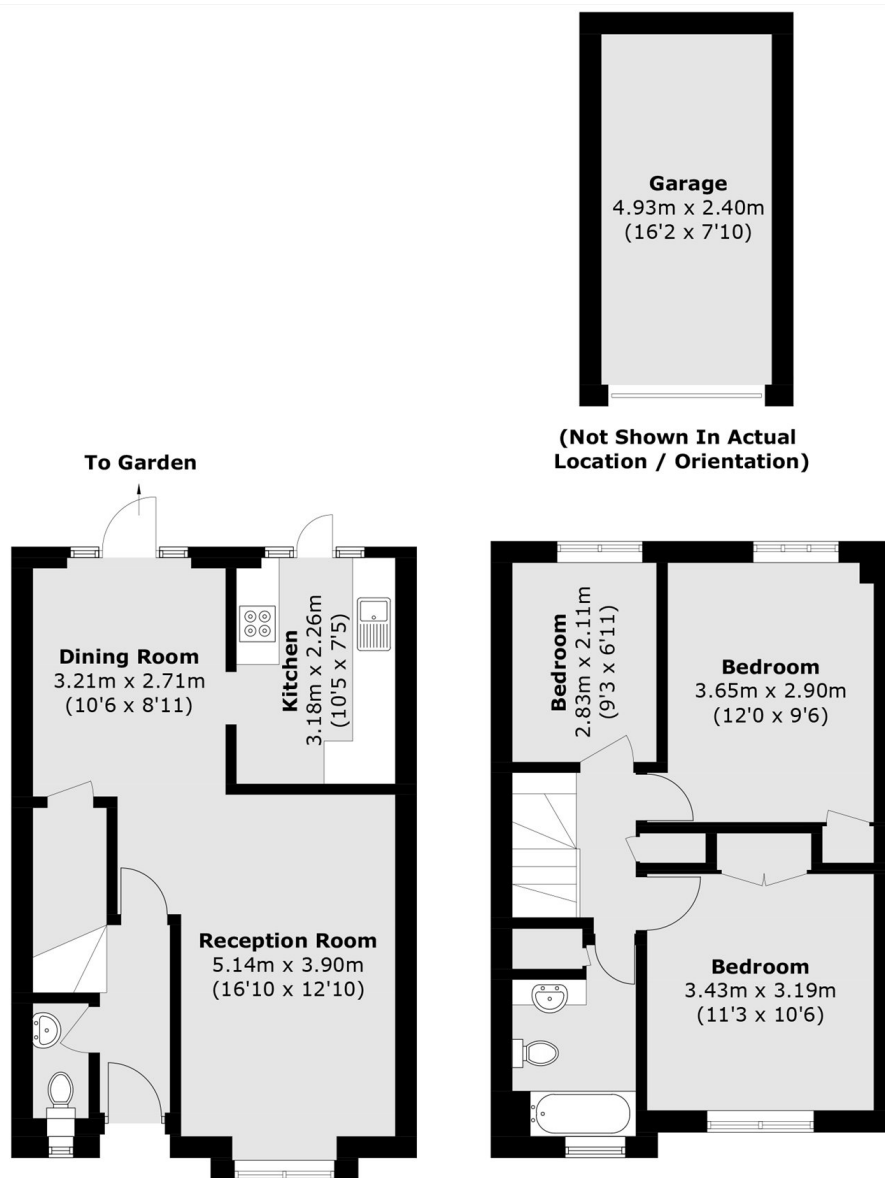 Garage
4.93m x 2.40m
(16'2 x 7'10)
(Not Shown In Actual
Location / Orientation)
To Garden
Dining Room
3.21m x 2.71m
(10'6 x 8'11)
Kitchen
3.18m x 2.26m
(10'5 x 7'5)
Reception Room
5.14m x 3.90m
(16'10 x 12'10)
Bedroom
2.83m x 2.11m
(9'3 x 6'11)
Bedroom
3.65m x 2.90m
(12'0 x 9'6)
Bedroom
3.43m x 3.19m
(11'3 x 10'6)